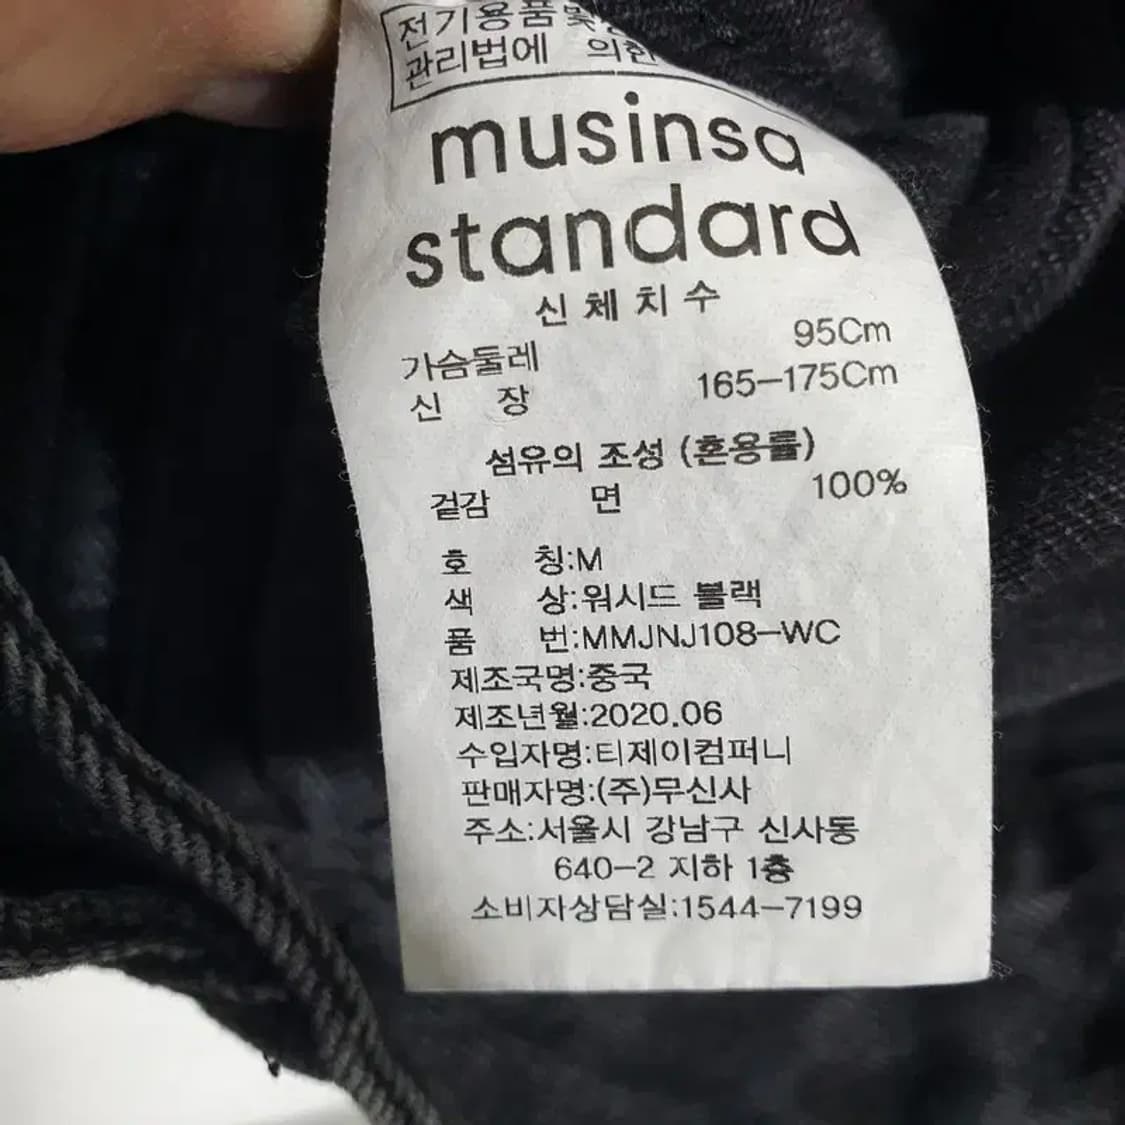 전기용품및
관리법에 의한
musinsa
standard
신체치수
가슴둘레 95Cm
신 장 165-175Cm
섬유의 조성 (혼용률)
겉감 면 100%
호 칭:M
색 상:워시드 블랙
품 번:MMJNJ108-WC
제조국명:중국
제조년월:2020.06
수입자명:티제이컴퍼니
판매자명:(주)무신사
주소:서울시 강남구 신사동
640-2 지하 1층
소비자상담실:1544-7199